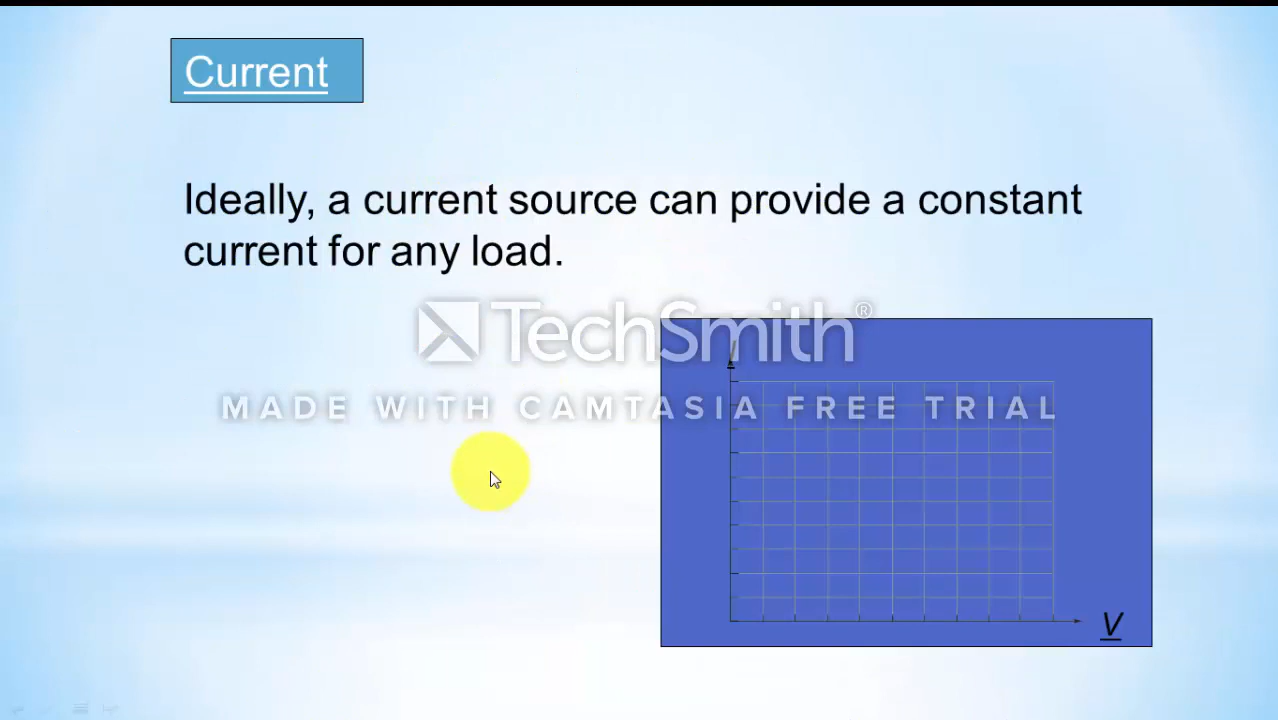 Current
Ideally, a current source can provide a constant
current for any load.
TechSmith®
MADE WITH CAMTASIA FREE TRIAL
I
V